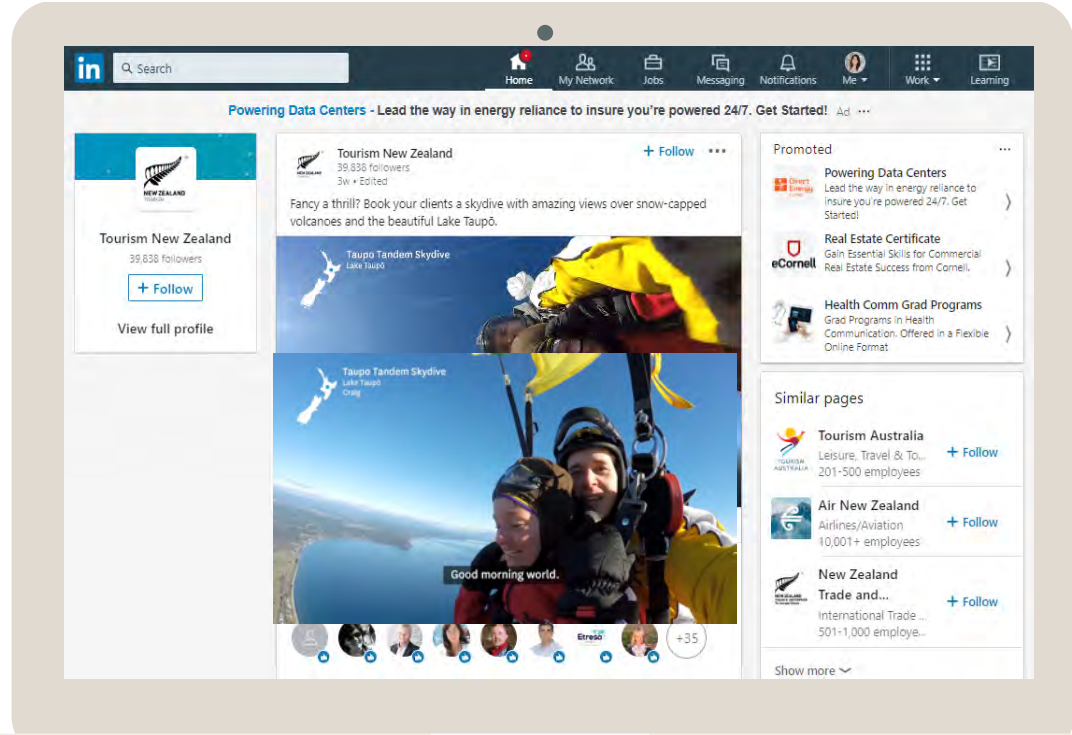 in
Search
Home
My Network
Jobs
Messaging
Notifications
Me
Work
Learning
Powering Data Centers - Lead the way in energy reliance to insure you're powered 24/7. Get Started! Ad ...
NEW ZEALAND
Tourism New Zealand
39,838 followers
+ Follow
View full profile
Tourism New Zealand
39,838 followers
3w • Edited
+ Follow
Fancy a thrill? Book your clients a skydive with amazing views over snow-capped
volcanoes and the beautiful Lake Taupō.
Taupo Tandem Skydive
Lake Taupō
Taupo Tandem Skydive
Lake Taupō
Craig
Good morning world.
Etreso
+35
Promoted
Direct
Energy
Powering Data Centers
Lead the way in energy reliance to
insure you're powered 24/7. Get
Started!
eCornell
Real Estate Certificate
Gain Essential Skills for Commercial
Real Estate Success from Cornell.
Health Comm Grad Programs
Grad Programs in Health
Communication. Offered in a Flexible
Online Format
Similar pages
TOURISM
AUSTRALIA
Tourism Australia
Leisure, Travel & To...
201-500 employees
+ Follow
Air New Zealand
Airlines/Aviation
10,001+ employees
+ Follow
New Zealand
Trade and...
International Trade ...
501-1,000 employe...
+ Follow
Show more